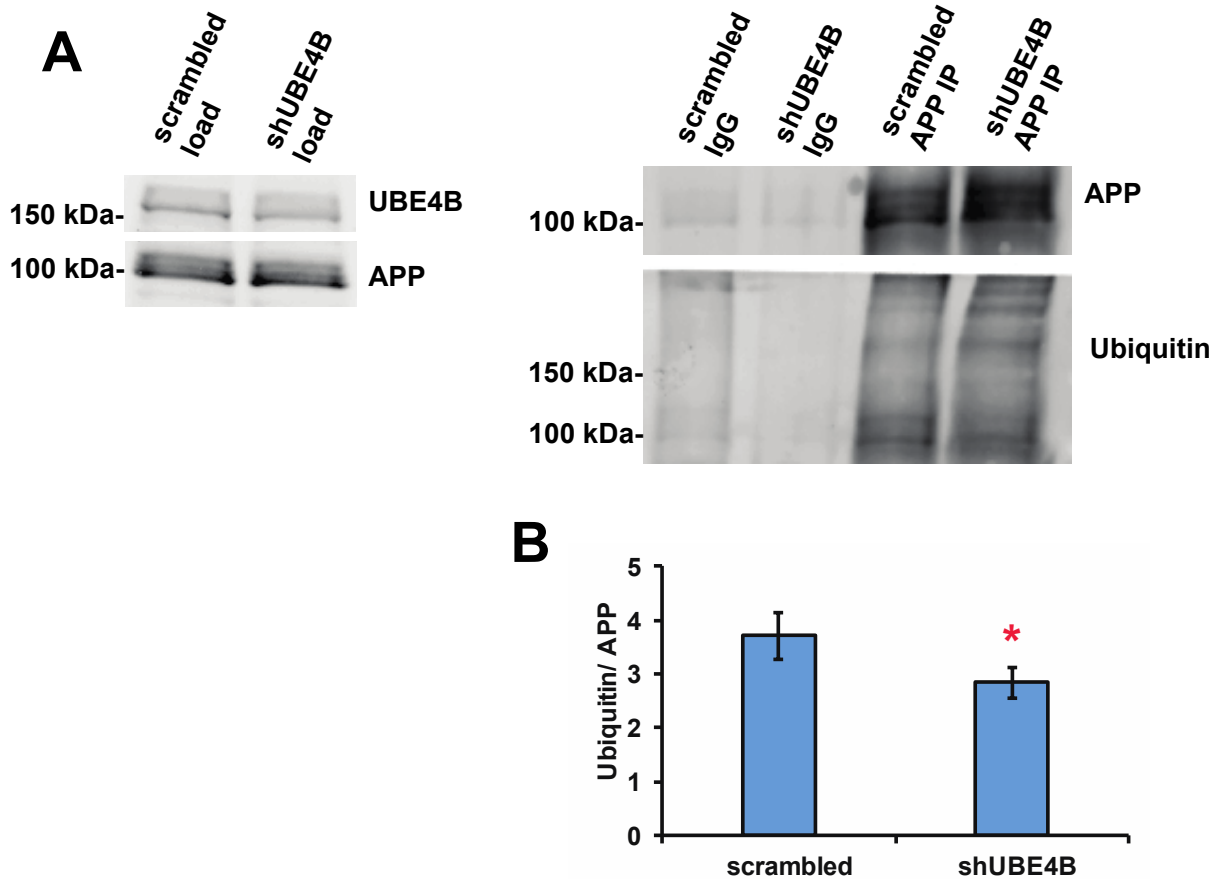 A
scrambled
load
shUBE4B
load
150 kDa-
UBE4B
100 kDa-
APP
scrambled
IgG
shUBE4B
IgG
scrambled
APP IP
shUBE4B
APP IP
100 kDa-
APP
150 kDa-
Ubiquitin
100 kDa-
B
Ubiquitin/ APP
5
4
3
2
1
0
*
scrambled
shUBE4B